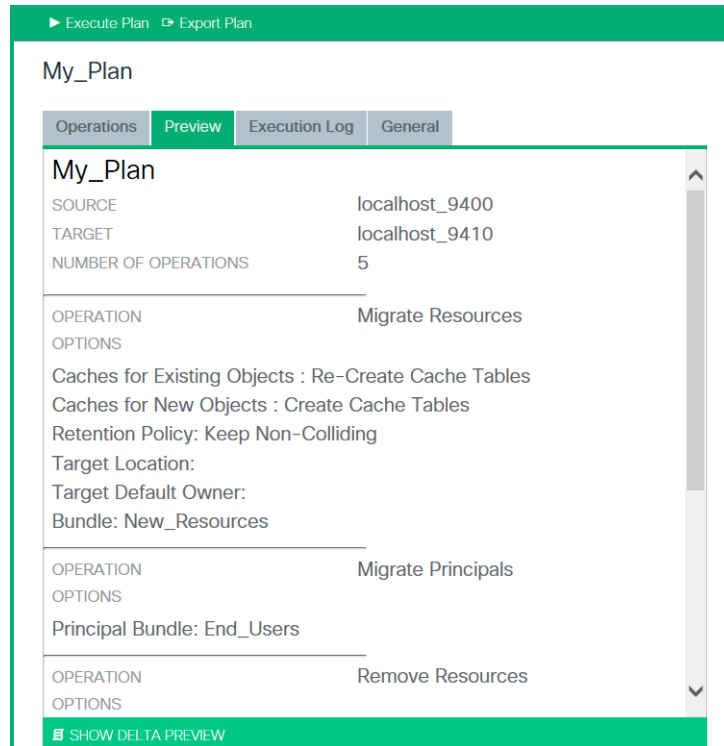 Execute Plan Export Plan
My_Plan
Operations Preview Execution Log General
My_Plan
SOURCE localhost_9400
TARGET localhost_9410
NUMBER OF OPERATIONS 5
OPERATION Migrate Resources
OPTIONS
Caches for Existing Objects : Re-Create Cache Tables
Caches for New Objects : Create Cache Tables
Retention Policy: Keep Non-Colliding
Target Location:
Target Default Owner:
Bundle: New_Resources
OPERATION Migrate Principals
OPTIONS
Principal Bundle: End_Users
OPERATION Remove Resources
OPTIONS
SHOW DELTA PREVIEW